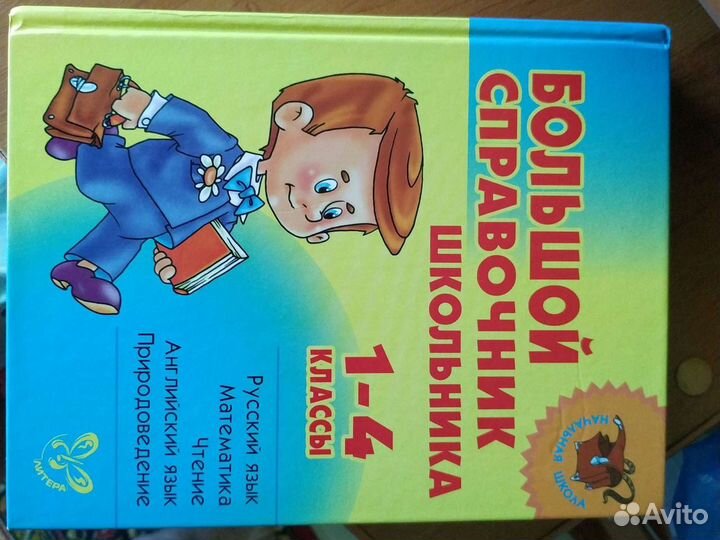 БОЛЬШОЙ
СПРАВОЧНИК
ШКОЛЬНИКА
1-4
КЛАССЫ
Русский язык
Математика
Чтение
Английский язык
Природоведение
НАЧАЛЬНАЯ ШКОЛА
ЛИТЕРА
Avito